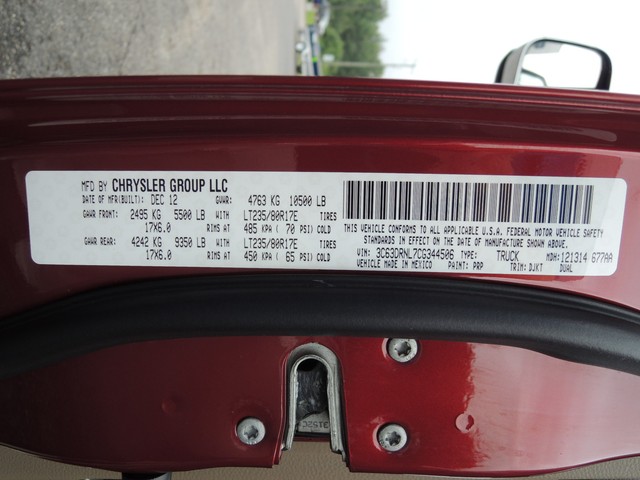 MFD BY CHRYSLER GROUP LLC
DATE OF MFR(BUILT): DEC 12 GVWR: 4763 KG 10500 LB
GAWR FRONT: 2495 KG 5500 LB WITH LT235/80R17E TIRES
17X6.0 RIMS AT 485 KPA ( 70 PSI) COLD
GAWR REAR: 4242 KG 9350 LB WITH LT235/80R17E TIRES
17X6.0 RIMS AT 450 KPA ( 65 PSI) COLD
THIS VEHICLE CONFORMS TO ALL APPLICABLE U.S.A. FEDERAL MOTOR VEHICLE SAFETY
STANDARDS IN EFFECT ON THE DATE OF MANUFACTURE SHOWN ABOVE.
VIN: 3C63DRNL7CG344506 TYPE: TRUCK MDH: 121314 677AA
VEHICLE MADE IN MEXICO PAINT: PRP TRIM: DJKT DUAL